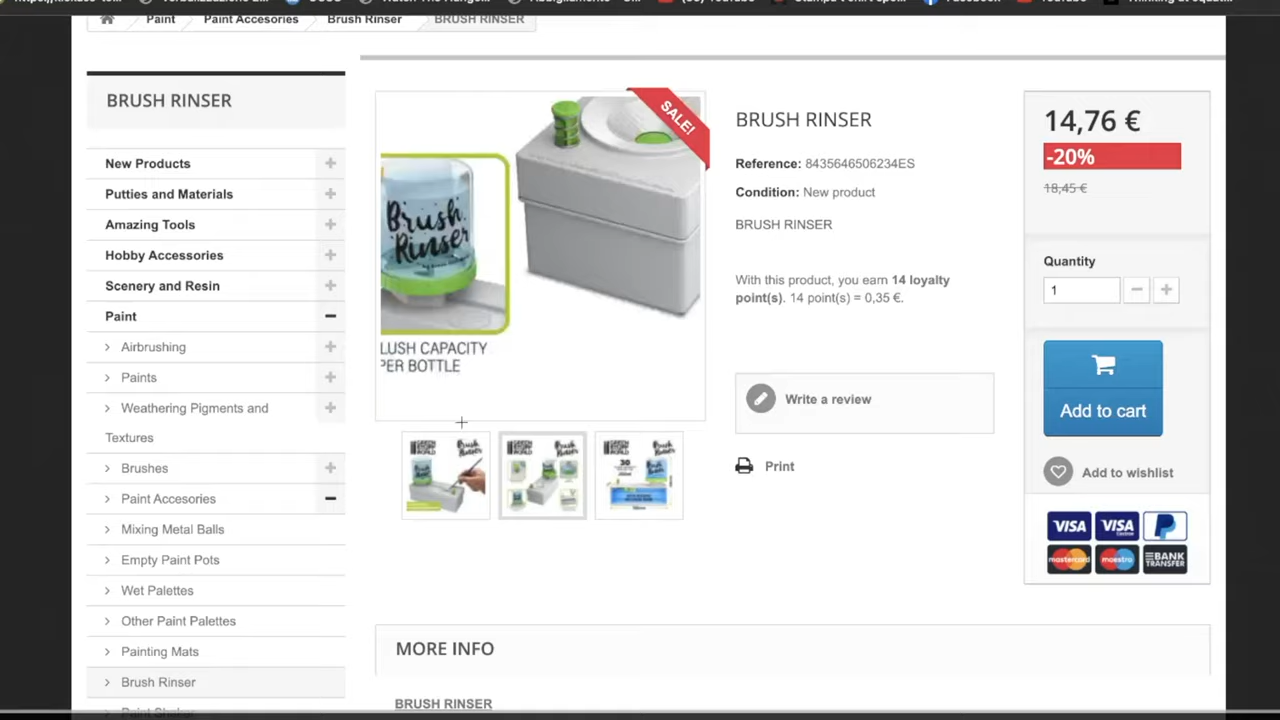 Paint
Paint Accesories
Brush Rinser
BRUSH RINSER
BRUSH RINSER
New Products
Putties and Materials
Amazing Tools
Hobby Accessories
Scenery and Resin
Paint
Airbrushing
Paints
Weathering Pigments and
Textures
Brushes
Paint Accesories
Mixing Metal Balls
Empty Paint Pots
Wet Palettes
Other Paint Palettes
Painting Mats
Brush Rinser
Paint Shaker
SALE!
Brush
Rinser
LUSH CAPACITY
PER BOTTLE
BRUSH RINSER
Reference: 8435646506234ES
Condition: New product
BRUSH RINSER
With this product, you earn 14 loyalty
point(s). 14 point(s) = 0,35 €.
Write a review
Print
14,76 €
-20%
18,45 €
Quantity
1
Add to cart
Add to wishlist
VISA
VISA
mastercard
maestro
BANK
TRANSFER
MORE INFO
BRUSH RINSER